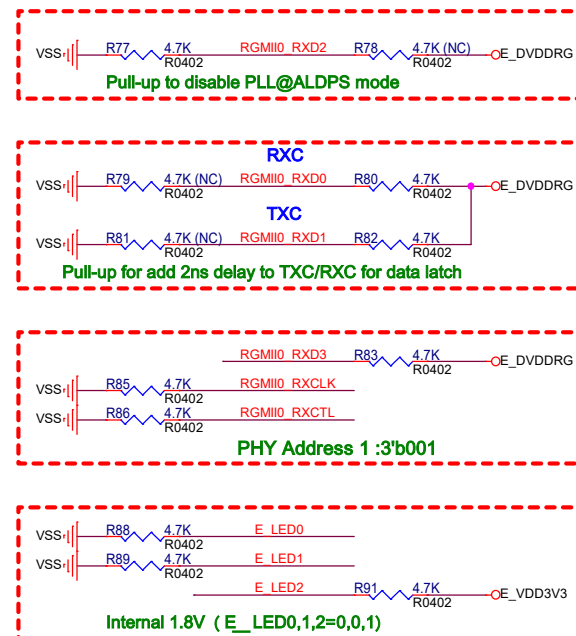 VSS R77 4.7K RGMII0_RXD2 R78 4.7K (NC) E_DVDDRG
R0402 R0402
Pull-up to disable PLL@ALDPS mode
RXC
VSS R79 4.7K (NC) RGMII0_RXD0 R80 4.7K E_DVDDRG
R0402 R0402
TXC
VSS R81 4.7K (NC) RGMII0_RXD1 R82 4.7K
R0402 R0402
Pull-up for add 2ns delay to TXC/RXC for data latch
RGMII0_RXD3 R83 4.7K E_DVDDRG
R0402
VSS R85 4.7K RGMII0_RXCLK
R0402
VSS R86 4.7K RGMII0_RXCTL
R0402
PHY Address 1 :3'b001
VSS R88 4.7K E_LED0
R0402
VSS R89 4.7K E_LED1
R0402
E_LED2 R91 4.7K E_VDD3V3
R0402
Internal 1.8V ( E__LED0,1,2=0,0,1)